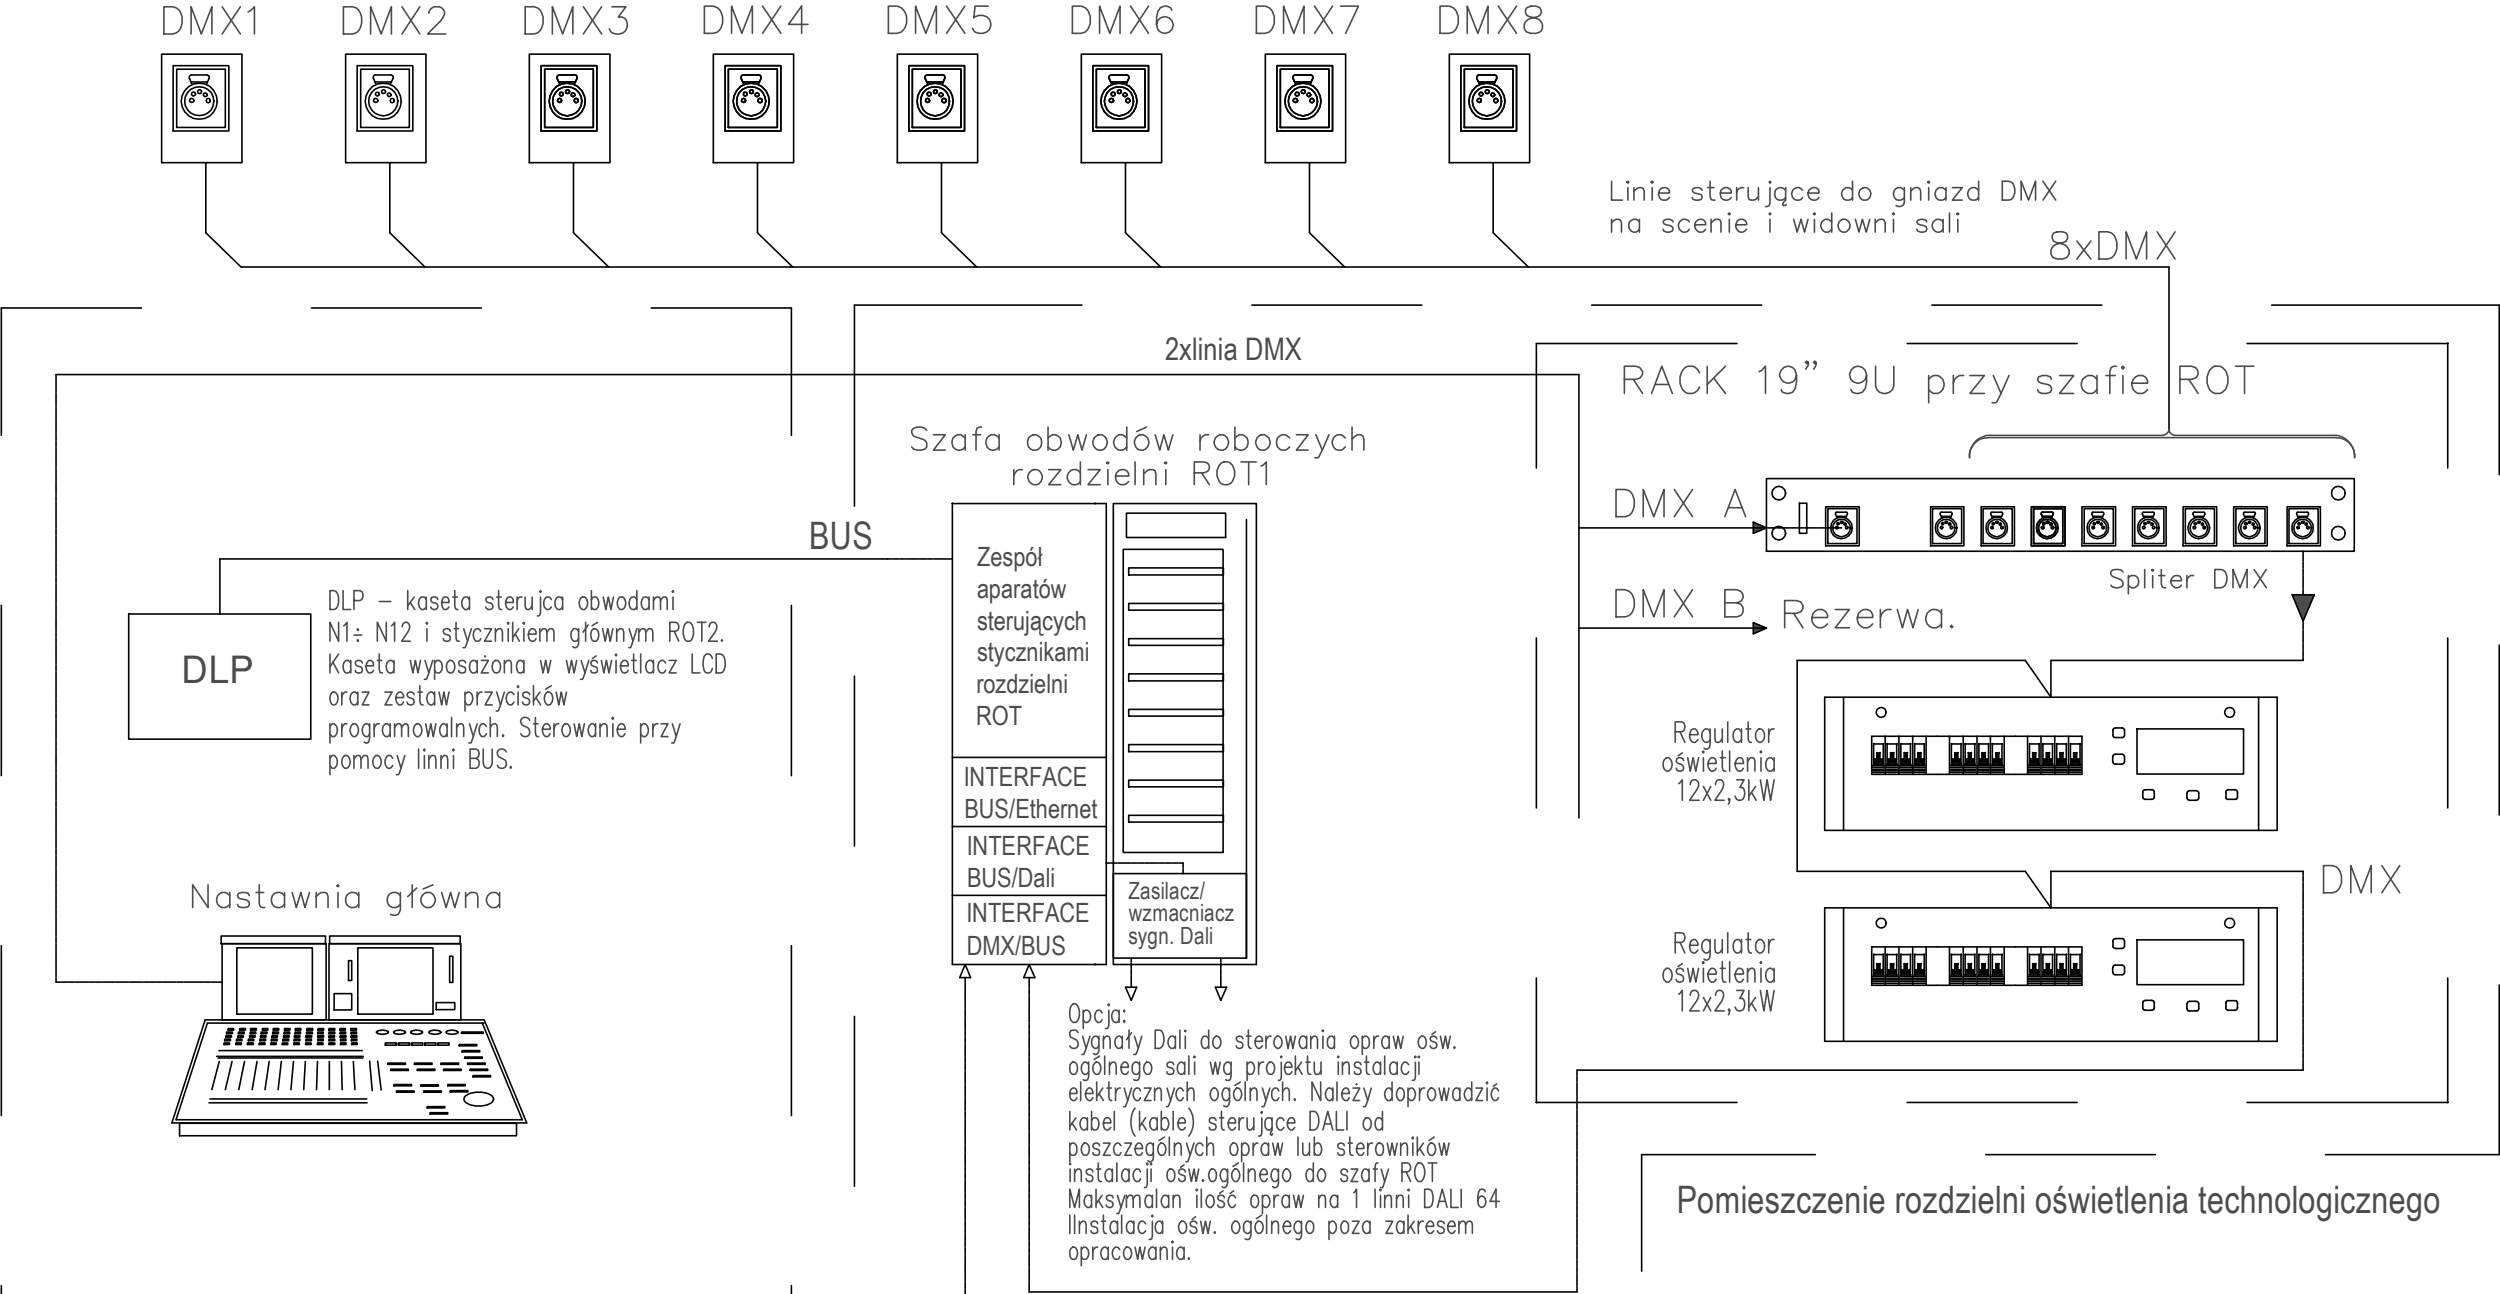 DMX1 DMX2 DMX3 DMX4 DMX5 DMX6 DMX7 DMX8
Linie sterujące do gniazd DMX
na scenie i widowni sali
8xDMX
2xlinia DMX
RACK 19" 9U przy szafie ROT
Szafa obwodów roboczych
rozdzielni ROT1
DMX A
Spliter DMX
DMX B Rezerwa.
BUS
DLP
DLP – kaseta sterujca obwodami
N1÷ N12 i stycznikiem głównym ROT2.
Kaseta wyposażona w wyświetlacz LCD
oraz zestaw przycisków
programowalnych. Sterowanie przy
pomocy linni BUS.
Zespół
aparatów
sterujących
stycznikami
rozdzielni
ROT
INTERFACE
BUS/Ethernet
INTERFACE
BUS/Dali
INTERFACE
DMX/BUS
Zasilacz/
wzmacniacz
sygn. Dali
Regulator
oświetlenia
12x2,3kW
DMX
Regulator
oświetlenia
12x2,3kW
Nastawnia główna
Opcja:
Sygnały Dali do sterowania opraw ośw.
ogólnego sali wg projektu instalacji
elektrycznych ogólnych. Należy doprowadzić
kabel (kable) sterujące DALI od
poszczególnych opraw lub sterowników
instalacji ośw.ogólnego do szafy ROT
Maksymalan ilość opraw na 1 linni DALI 64
IInstalacja ośw. ogólnego poza zakresem
opracowania.
Pomieszczenie rozdzielni oświetlenia technologicznego